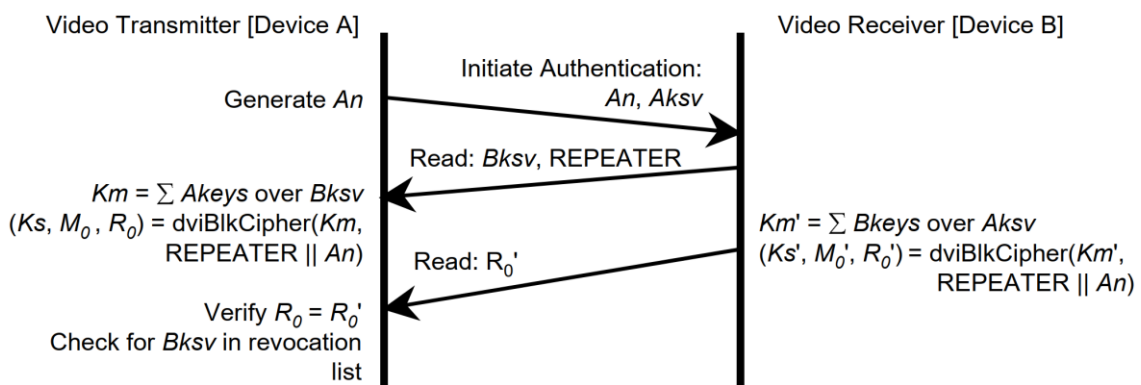 Video Transmitter [Device A]
Video Receiver [Device B]
Initiate Authentication:
An, Aksv
Generate An
Read: Bksv, REPEATER
Km = ∑ Akeys over Bksv
(Ks, M₀, R₀) = dviBlkCipher(Km,
REPEATER || An)
Km' = ∑ Bkeys over Aksv
(Ks', M₀', R₀') = dviBlkCipher(Km',
REPEATER || An)
Read: R₀'
Verify R₀ = R₀'
Check for Bksv in revocation
list